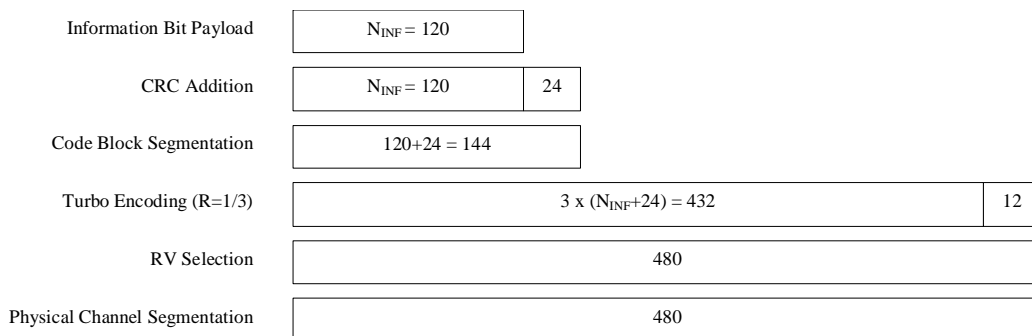 Information Bit Payload N_INF = 120
CRC Addition N_INF = 120 24
Code Block Segmentation 120+24 = 144
Turbo Encoding (R=1/3) 3 x (N_INF+24) = 432 12
RV Selection 480
Physical Channel Segmentation 480